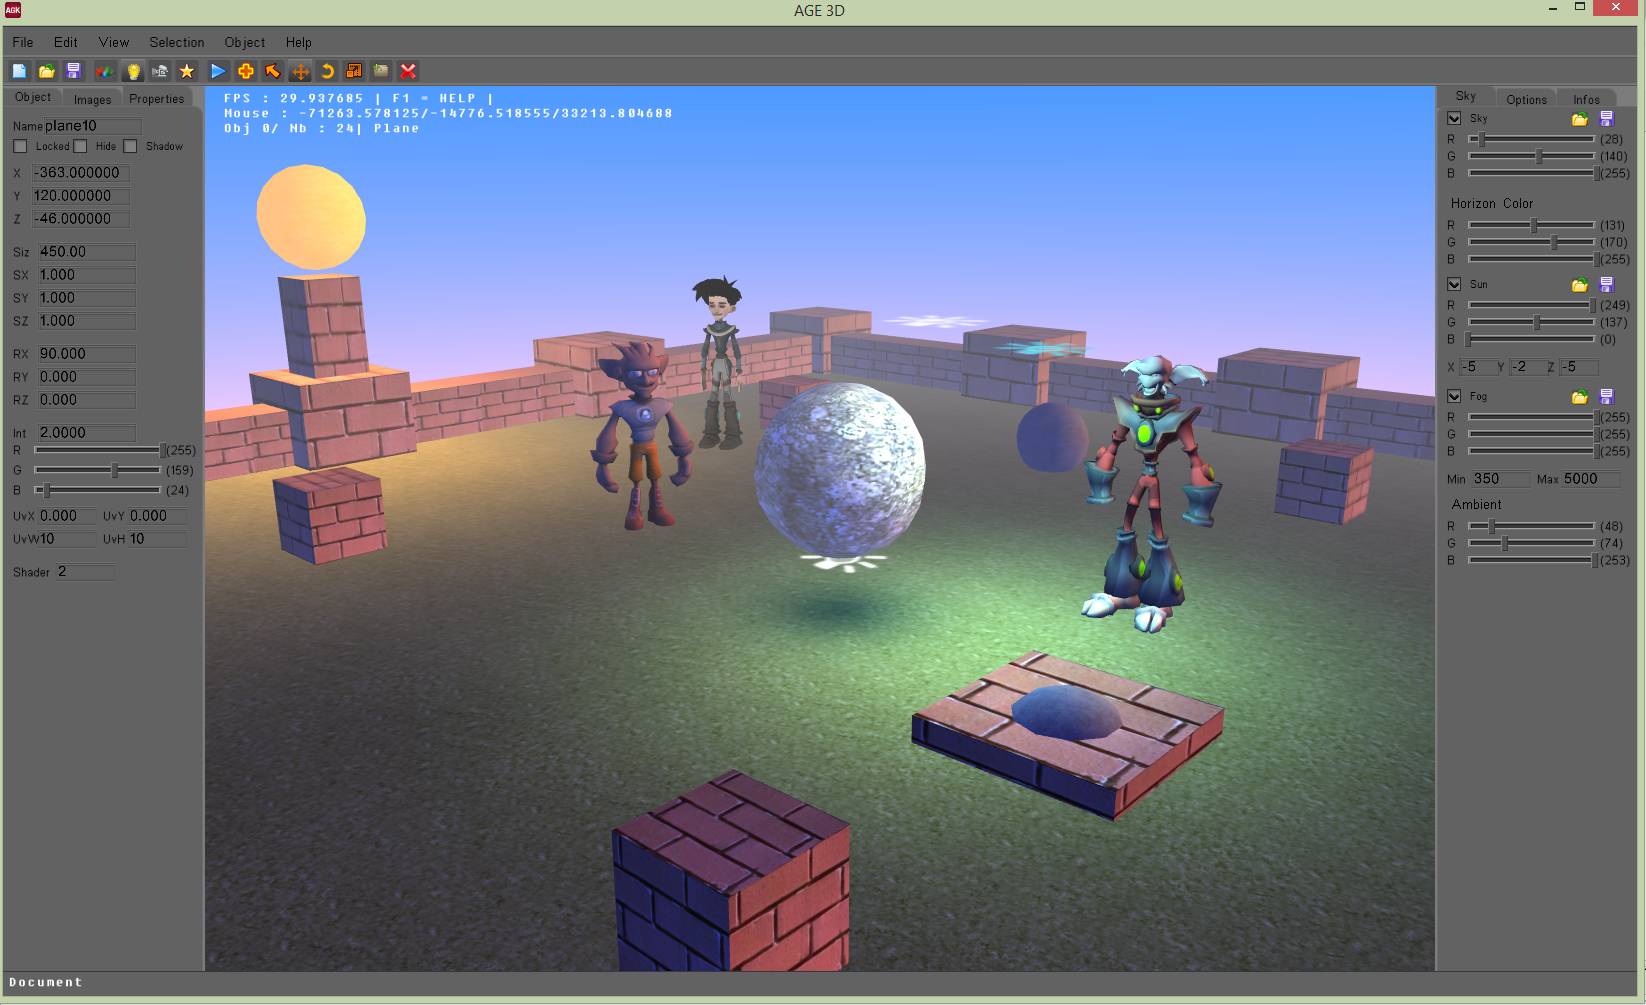 AGK
AGE 3D
File Edit View Selection Object Help
Object Images Properties
Name plane10
Locked Hide Shadow
X -363.000000
Y 120.000000
Z -46.000000
Siz 450.00
SX 1.000
SY 1.000
SZ 1.000
RX 90.000
RY 0.000
RZ 0.000
Int 2.0000
R (255)
G (159)
B (24)
UvX 0.000 UvY 0.000
UvW 10 UvH 10
Shader 2
FPS : 29.937685 | F1 = HELP |
Mouse : -71263.578125/-14776.518555/33213.804688
Obj 0/ Nb : 24| Plane
Sky Options Infos
Sky
R (28)
G (140)
B (255)
Horizon Color
R (131)
G (170)
B (255)
Sun
R (249)
G (137)
B (0)
X -5 Y -2 Z -5
Fog
R (255)
G (255)
B (255)
Min 350 Max 5000
Ambient
R (48)
G (74)
B (253)
Document